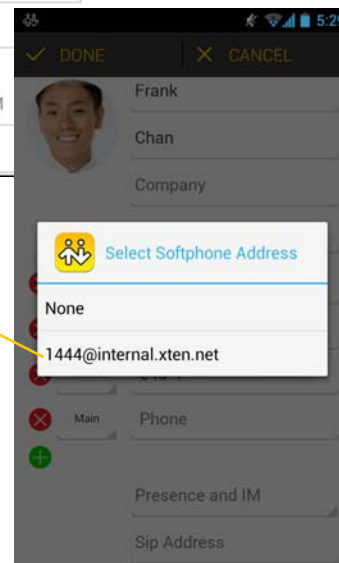 5:29
DONE
CANCEL
Frank
Chan
Company
Select Softphone Address
None
1444@internal.xten.net
Main
Phone
Presence and IM
Sip Address